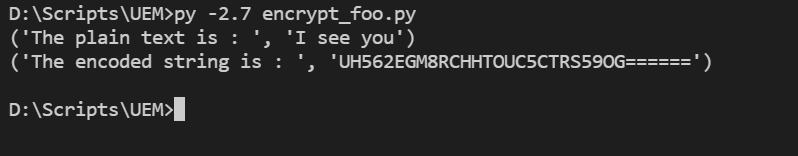 D:\Scripts\UEM>py -2.7 encrypt_foo.py
('The plain text is : ', 'I see you')
('The encoded string is : ', 'UH562EGM8RCHHTOUC5CTRS59OG======')
D:\Scripts\UEM>